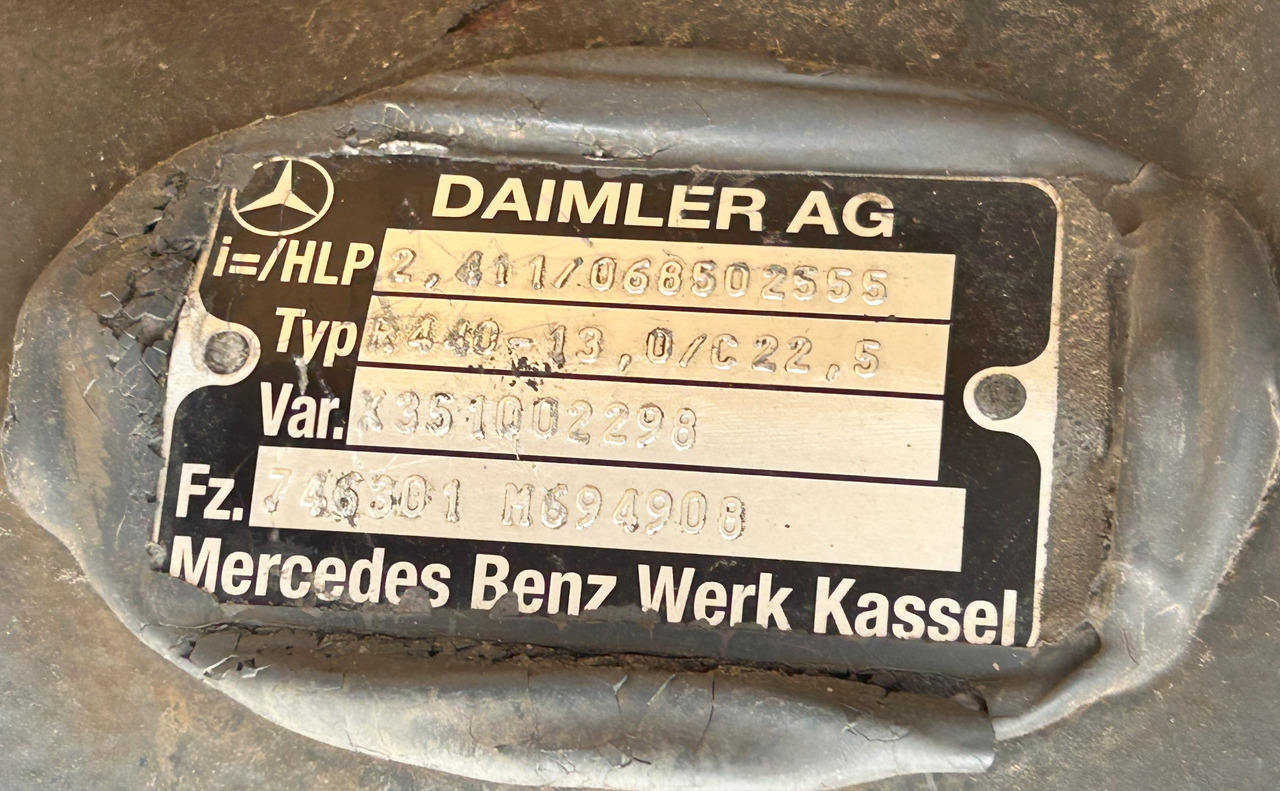 DAIMLER AG
i=/HLP 2,411/068502555
Typ R440-13,0/C22,5
Var. X351002298
Fz. 746301 M694908
Mercedes Benz Werk Kassel